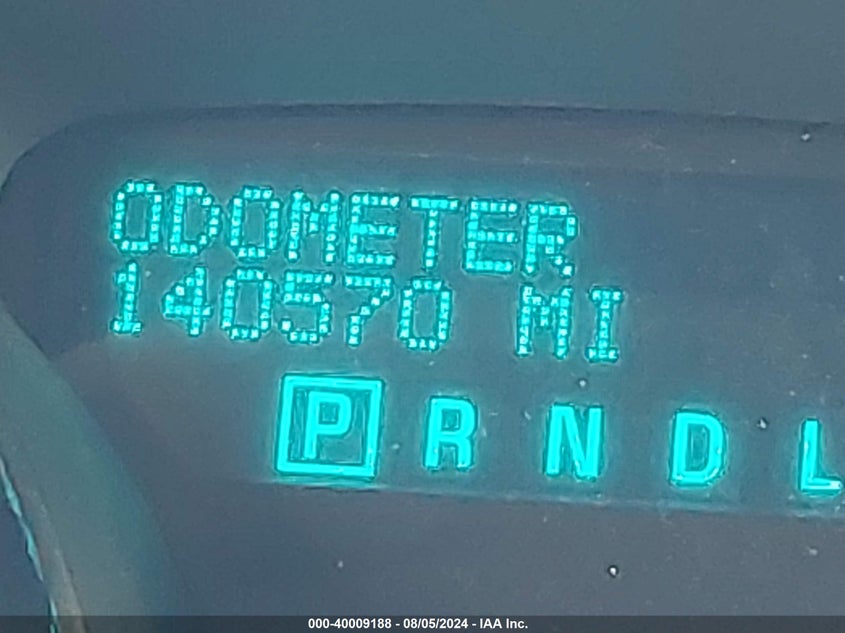 ODOMETER
140570 MI
P R N D L
000-40009188 - 08/05/2024 - IAA Inc.